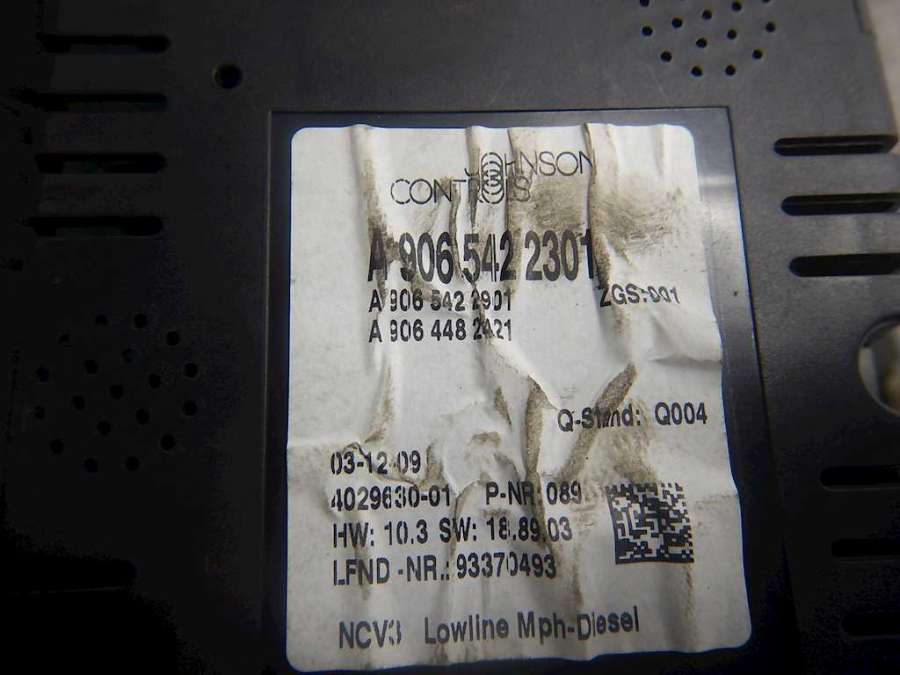 JOHNSON
CONTROLS
A 906 542 2301
A 906 542 2901
ZGS:001
A 906 448 2421
Q-Stand: Q004
03-12-09
4029630-01 P-NR:089
HW: 10.3 SW: 18.89.03
LFND-NR.: 93370493
NCV3 Lowline Mph-Diesel